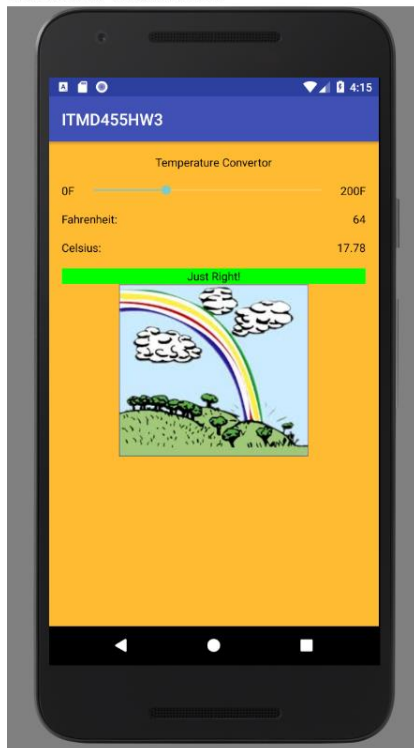 4:15
ITMD455HW3
Temperature Convertor
0F 200F
Fahrenheit: 64
Celsius: 17.78
Just Right!